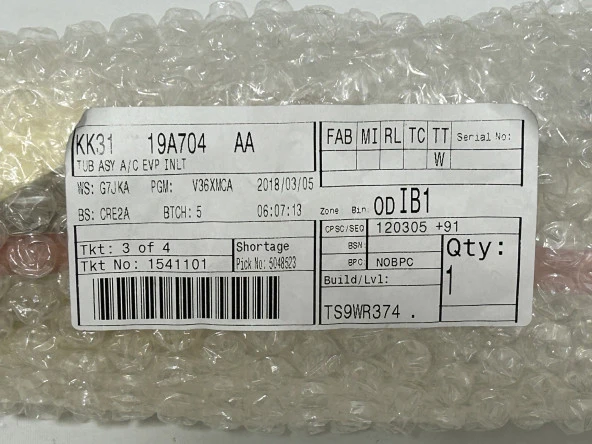 KK31 19A704 AA
TUB ASY A/C EVP INLT
WS: G7JKA PGM: V36XMCA 2018/03/05
BS: CRE2A BTCH: 5 06:07:13
Tkt: 3 of 4
Tkt No: 1541101
Shortage
Pick No: 5048523
FAB MI RL TC TT Serial No:
W
Zone Bin OD IB1
CPSC/SEQ 120305 +91
BSN
BPC NOBPC
Qty:
1
Build/Lvl:
TS9WR374 .